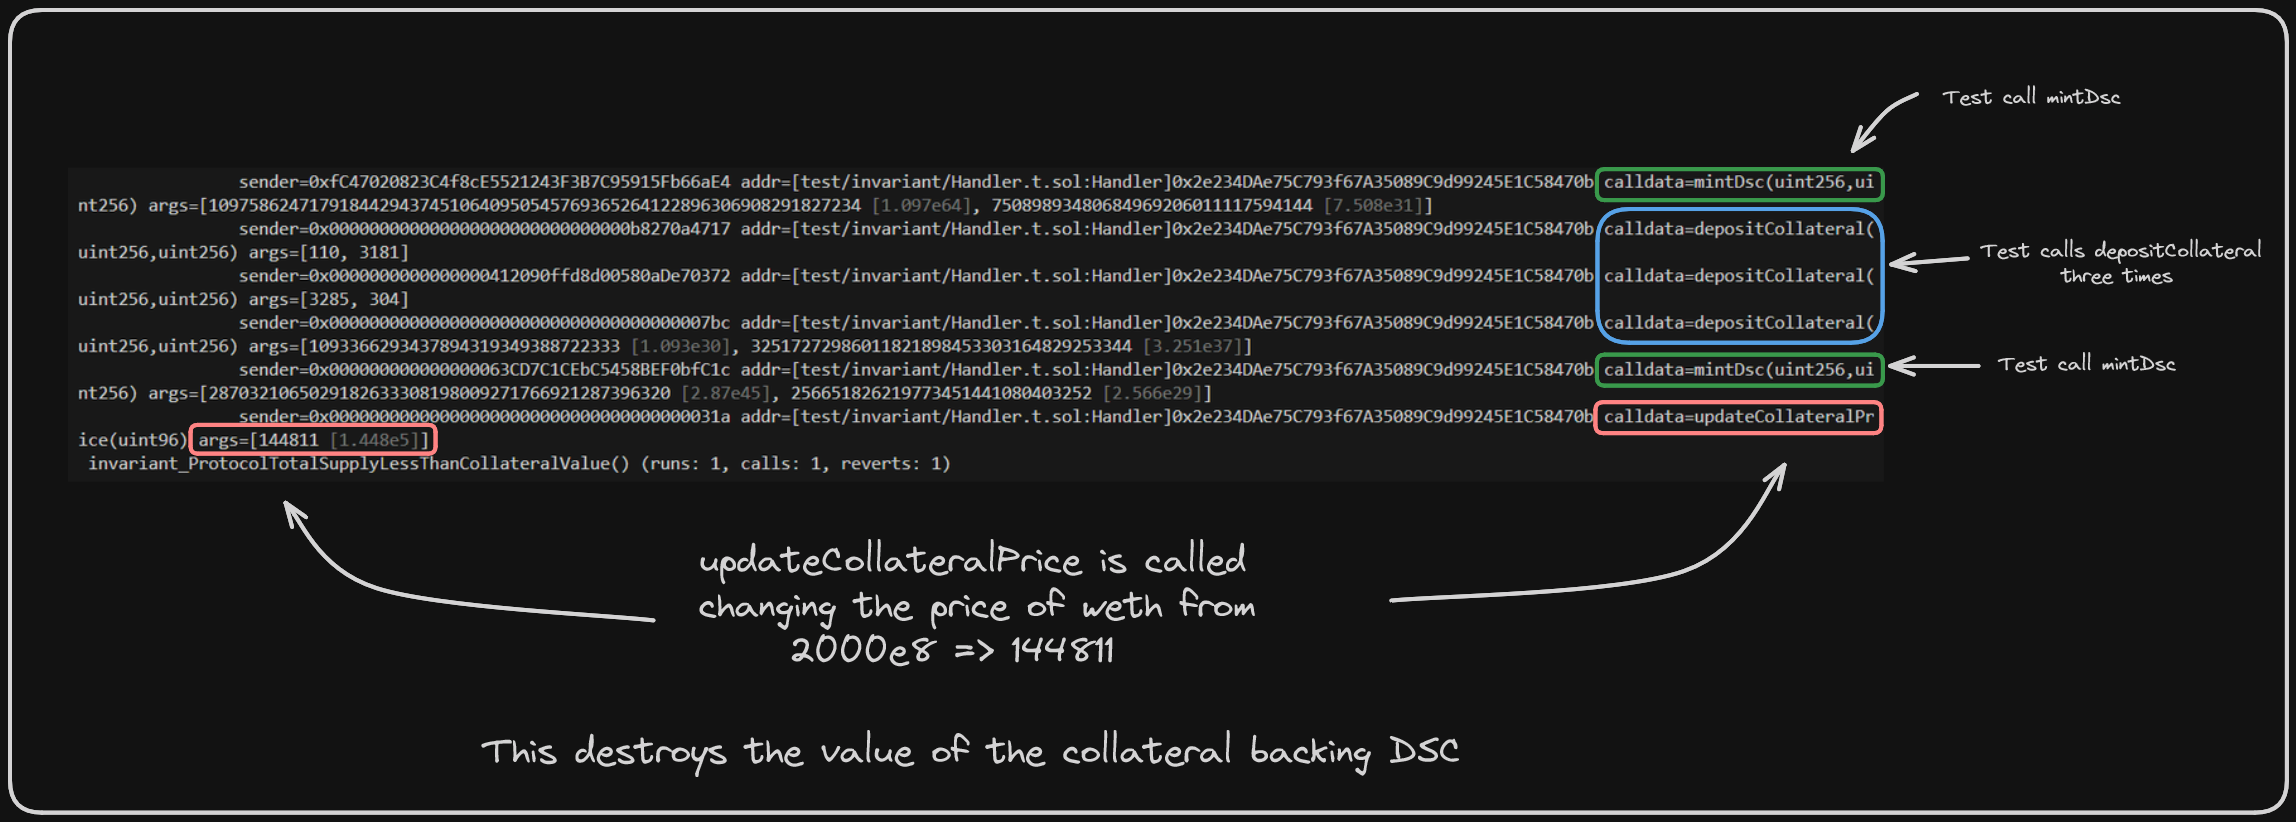 Test call mintDsc
sender=0xfC47020823C4f8cE5521243F3B7C95915Fb66aE4 addr=[test/invariant/Handler.t.sol:Handler]0x2e234DAe75C793f67A35089C9d99245E1C58470b calldata=mintDsc(uint256,ui
nt256) args=[10975862471791844294374510640950545769365264122896306908291827234 [1.097e64], 75089893480684969206011117594144 [7.508e31]]
sender=0x00000000000000000000000000000b8270a4717 addr=[test/invariant/Handler.t.sol:Handler]0x2e234DAe75C793f67A35089C9d99245E1C58470b calldata=depositCollateral(
uint256,uint256) args=[110, 3181]
sender=0x0000000000000000412090ffd8d00580aDe70372 addr=[test/invariant/Handler.t.sol:Handler]0x2e234DAe75C793f67A35089C9d99245E1C58470b calldata=depositCollateral(
Test calls depositCollateral
three times
uint256,uint256) args=[3285, 304]
sender=0x00000000000000000000000000000000000007bc addr=[test/invariant/Handler.t.sol:Handler]0x2e234DAe75C793f67A35089C9d99245E1C58470b calldata=depositCollateral(
uint256,uint256) args=[1093366293437894319349388722333 [1.093e30], 32517272986011821898453303164829253344 [3.251e37]]
sender=0x000000000000000063CD7C1CEbC5458BEF0bfC1c addr=[test/invariant/Handler.t.sol:Handler]0x2e234DAe75C793f67A35089C9d99245E1C58470b calldata=mintDsc(uint256,ui
Test call mintDsc
nt256) args=[2870321065029182633308198009271766921287396320 [2.87e45], 256651826219773451441080403252 [2.566e29]]
sender=0x000000000000000000000000000000000000031a addr=[test/invariant/Handler.t.sol:Handler]0x2e234DAe75C793f67A35089C9d99245E1C58470b calldata=updateCollateralPr
ice(uint96) args=[144811 [1.448e5]]
invariant_ProtocolTotalSupplyLessThanCollateralValue() (runs: 1, calls: 1, reverts: 1)
updateCollateralPrice is called
changing the price of weth from
2000e8 => 144811
This destroys the value of the collateral backing DSC